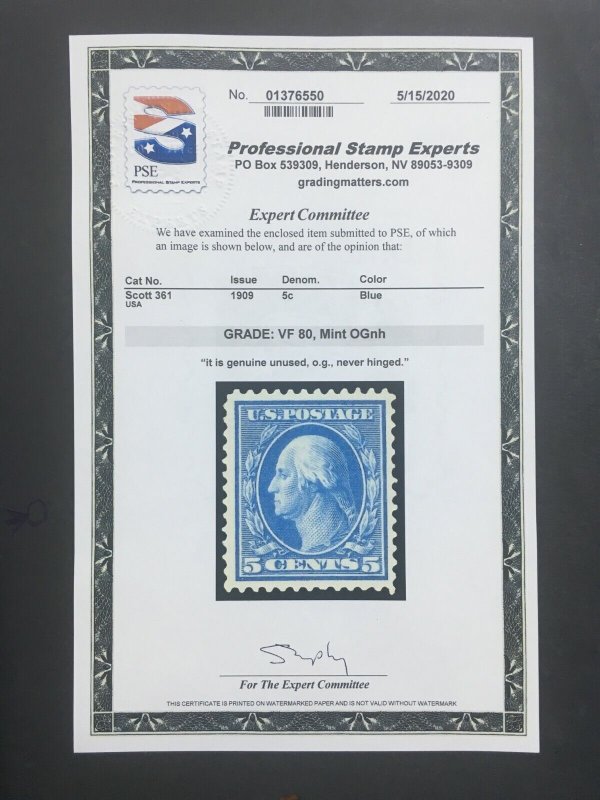 No. 01376550 5/15/2020
PSE
PROFESSIONAL STAMP EXPERTS
Professional Stamp Experts
PO Box 539309, Henderson, NV 89053-9309
gradingmatters.com
Expert Committee
We have examined the enclosed item submitted to PSE, of which
an image is shown below, and are of the opinion that:
Cat No. Issue Denom. Color
Scott 361 1909 5c Blue
USA
GRADE: VF 80, Mint OGnh
“it is genuine unused, o.g., never hinged.”
U.S. POSTAGE
5 CENTS 5
For The Expert Committee
THIS CERTIFICATE IS PRINTED ON WATERMARKED PAPER AND IS NOT VALID WITHOUT WATERMARK